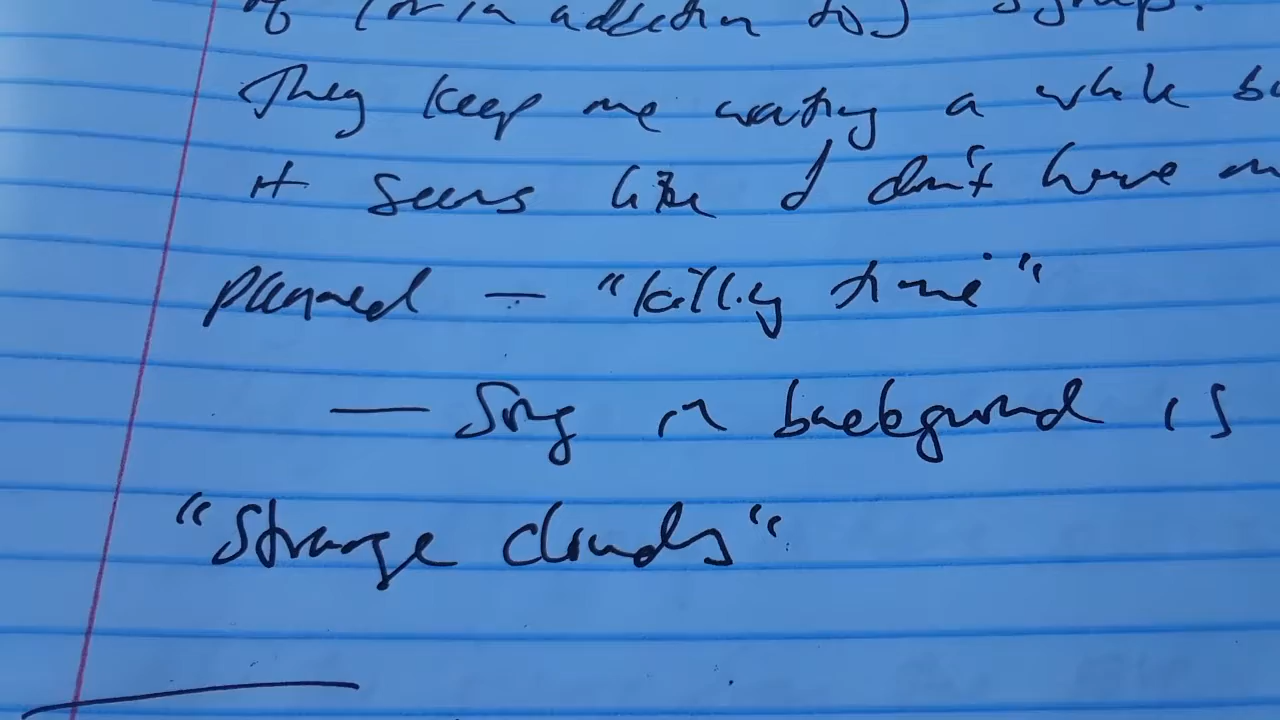 of (or in addition to)
They keep me waiting a while
it seems like I don't have
planned — "killing time"
— Song in background is
"Strange clouds"